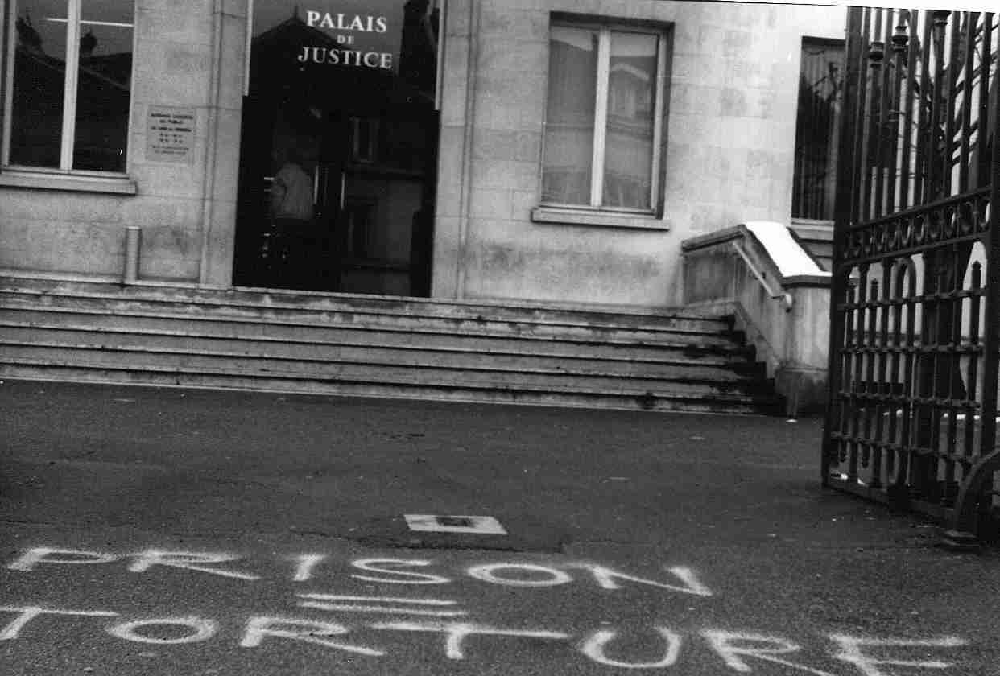 PALAIS
DE
JUSTICE
PRISON
=
TORTURE